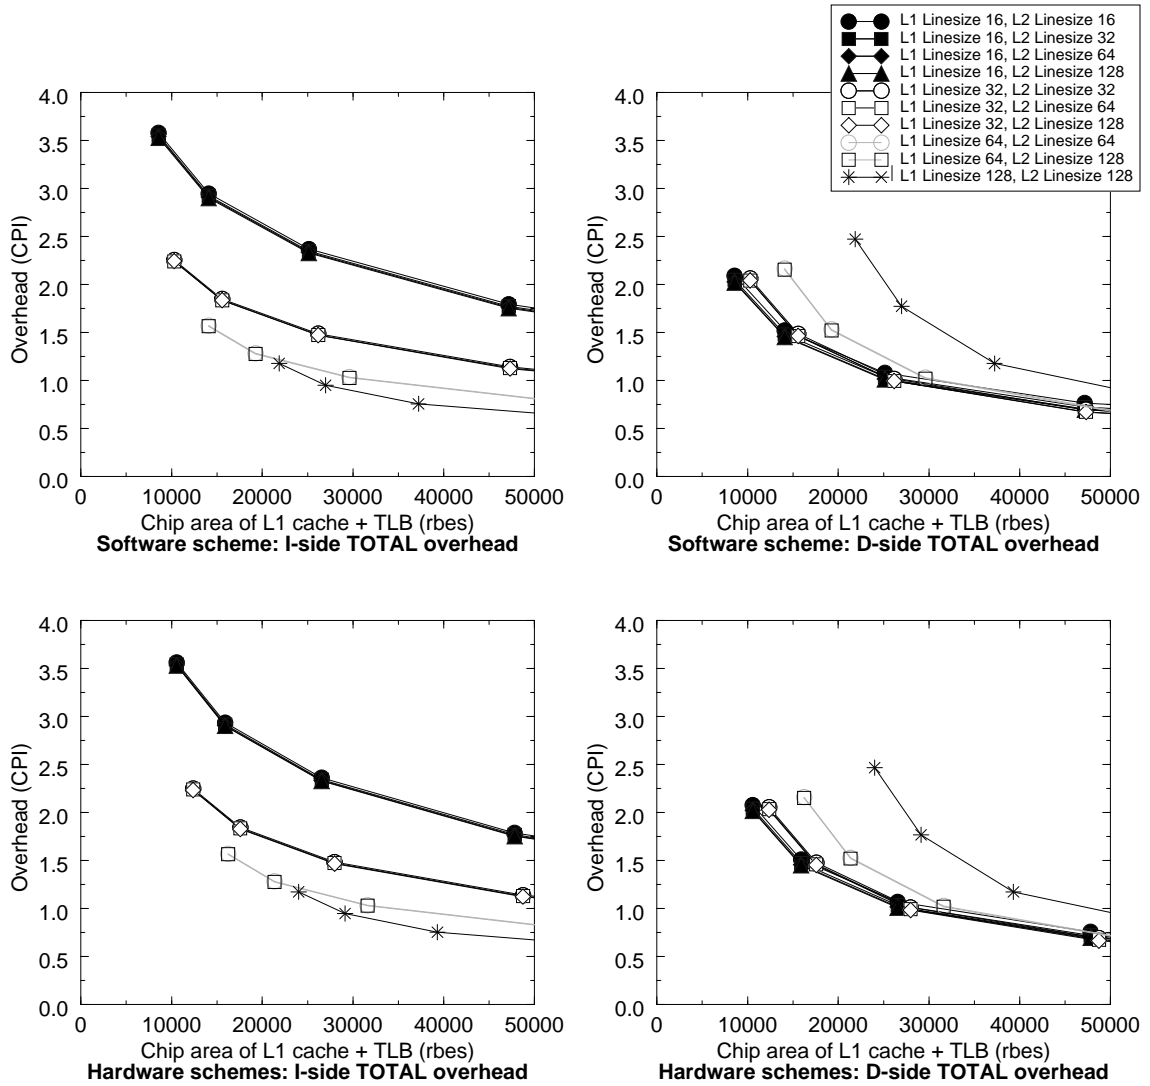 L1 Linesize 16, L2 Linesize 16
L1 Linesize 16, L2 Linesize 32
L1 Linesize 16, L2 Linesize 64
L1 Linesize 16, L2 Linesize 128
L1 Linesize 32, L2 Linesize 32
L1 Linesize 32, L2 Linesize 64
L1 Linesize 32, L2 Linesize 128
L1 Linesize 64, L2 Linesize 64
L1 Linesize 64, L2 Linesize 128
L1 Linesize 128, L2 Linesize 128
4.0
3.5
3.0
2.5
2.0
1.5
1.0
0.5
0.0
Overhead (CPI)
0 10000 20000 30000 40000 50000
Chip area of L1 cache + TLB (rbes)
Software scheme: I-side TOTAL overhead
4.0
3.5
3.0
2.5
2.0
1.5
1.0
0.5
0.0
Overhead (CPI)
0 10000 20000 30000 40000 50000
Chip area of L1 cache + TLB (rbes)
Software scheme: D-side TOTAL overhead
4.0
3.5
3.0
2.5
2.0
1.5
1.0
0.5
0.0
Overhead (CPI)
0 10000 20000 30000 40000 50000
Chip area of L1 cache + TLB (rbes)
Hardware schemes: I-side TOTAL overhead
4.0
3.5
3.0
2.5
2.0
1.5
1.0
0.5
0.0
Overhead (CPI)
0 10000 20000 30000 40000 50000
Chip area of L1 cache + TLB (rbes)
Hardware schemes: D-side TOTAL overhead